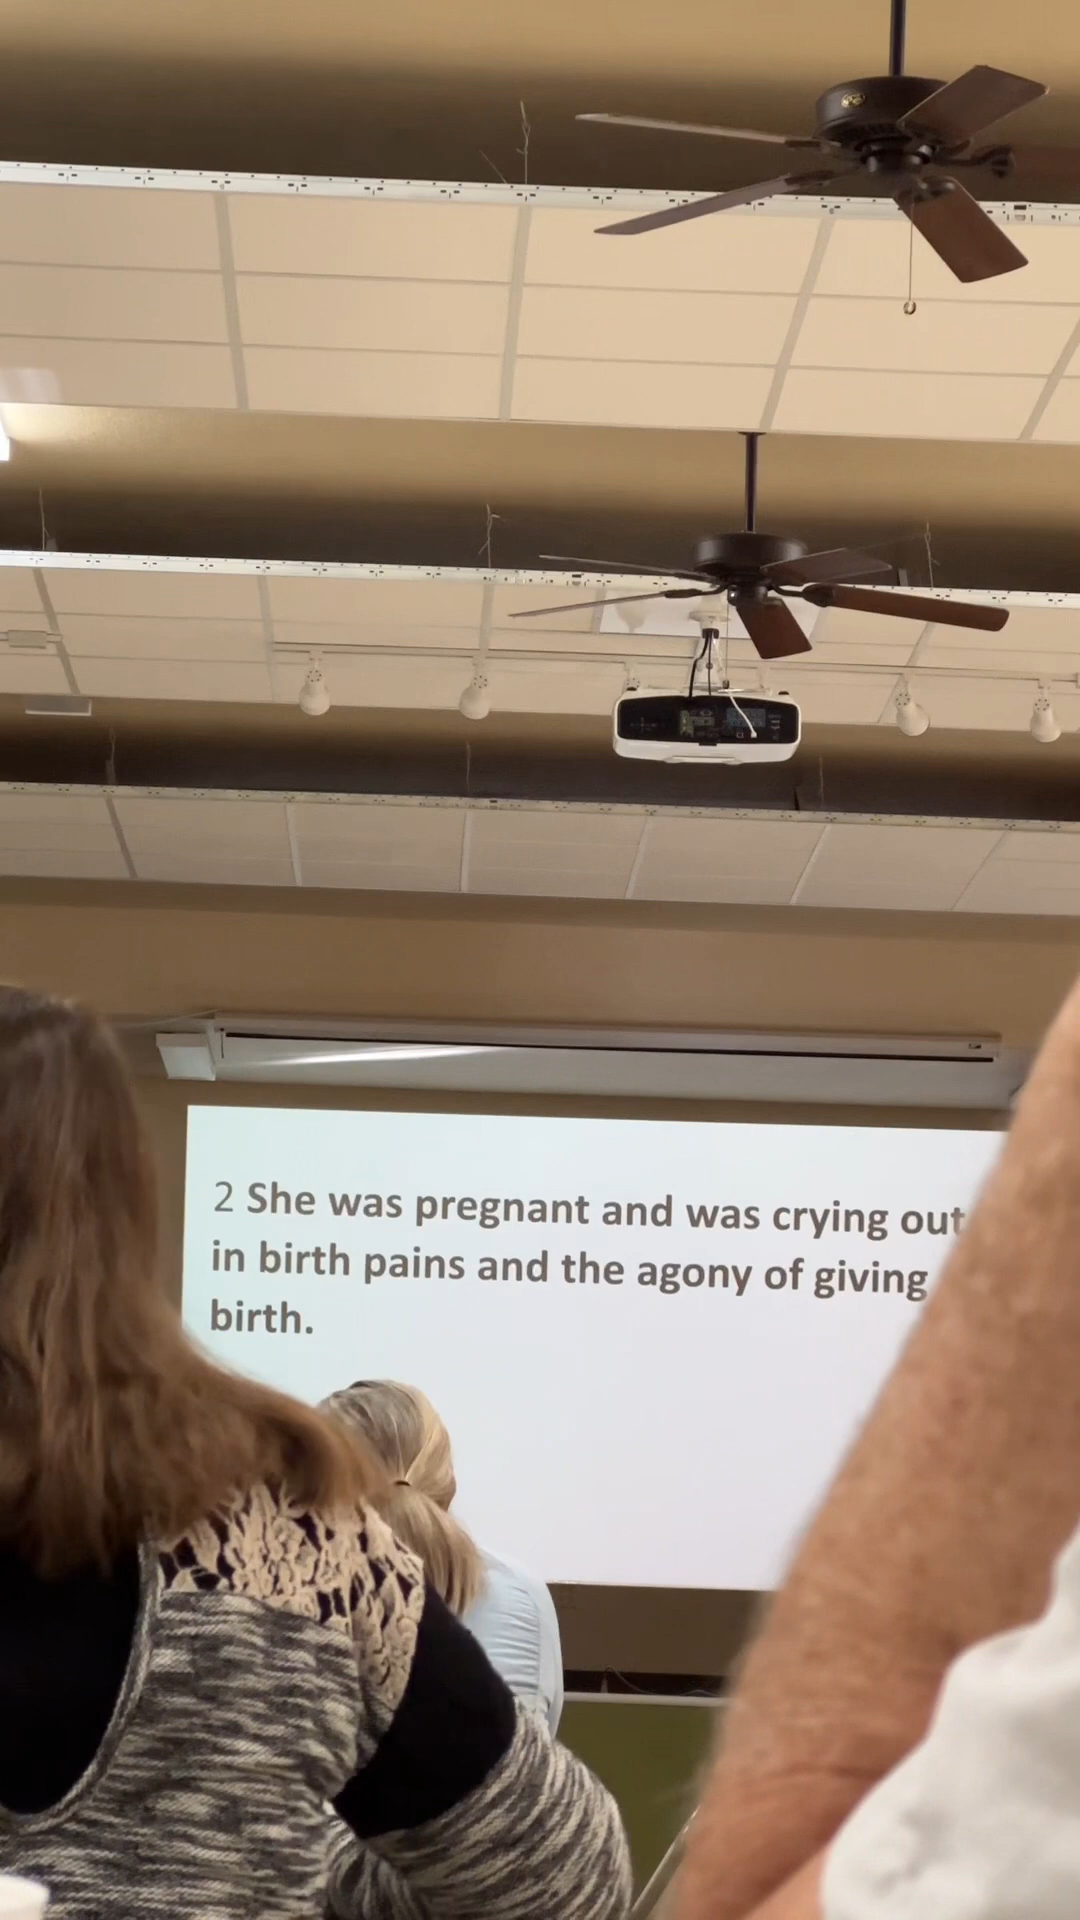 2 She was pregnant and was crying out
in birth pains and the agony of giving
birth.